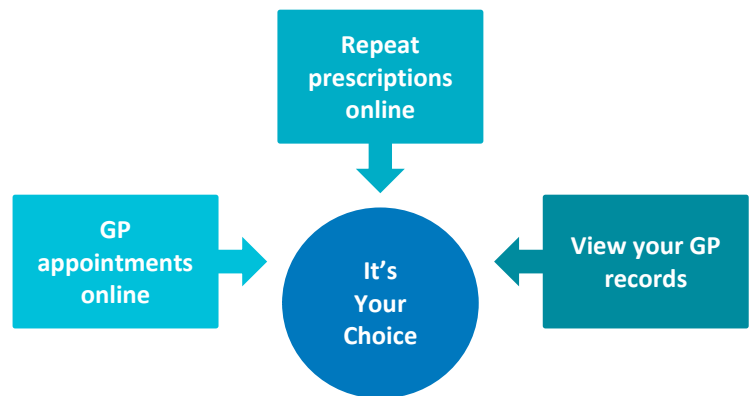 Repeat
prescriptions
online
GP
appointments
online
It’s
Your
Choice
View your GP
records